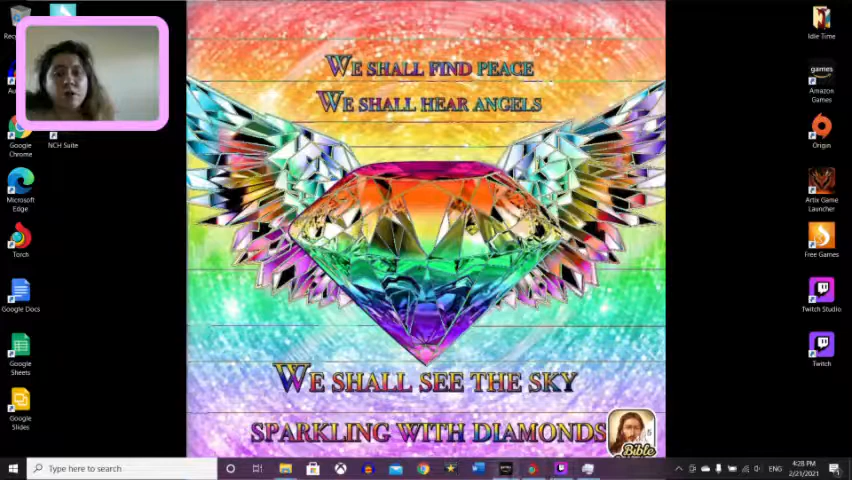 WE SHALL FIND PEACE
WE SHALL HEAR ANGELS
WE SHALL SEE THE SKY
SPARKLING WITH DIAMONDS
Bible
Google
Chrome
NCH Suite
Microsoft
Edge
Torch
Google Docs
Google
Sheets
Google
Slides
Idle Time
games
Amazon
Games
Origin
Artix Game
Launcher
Free Games
Twitch Studio
Twitch
Type here to search
ENG
4:28 PM
2/21/2021